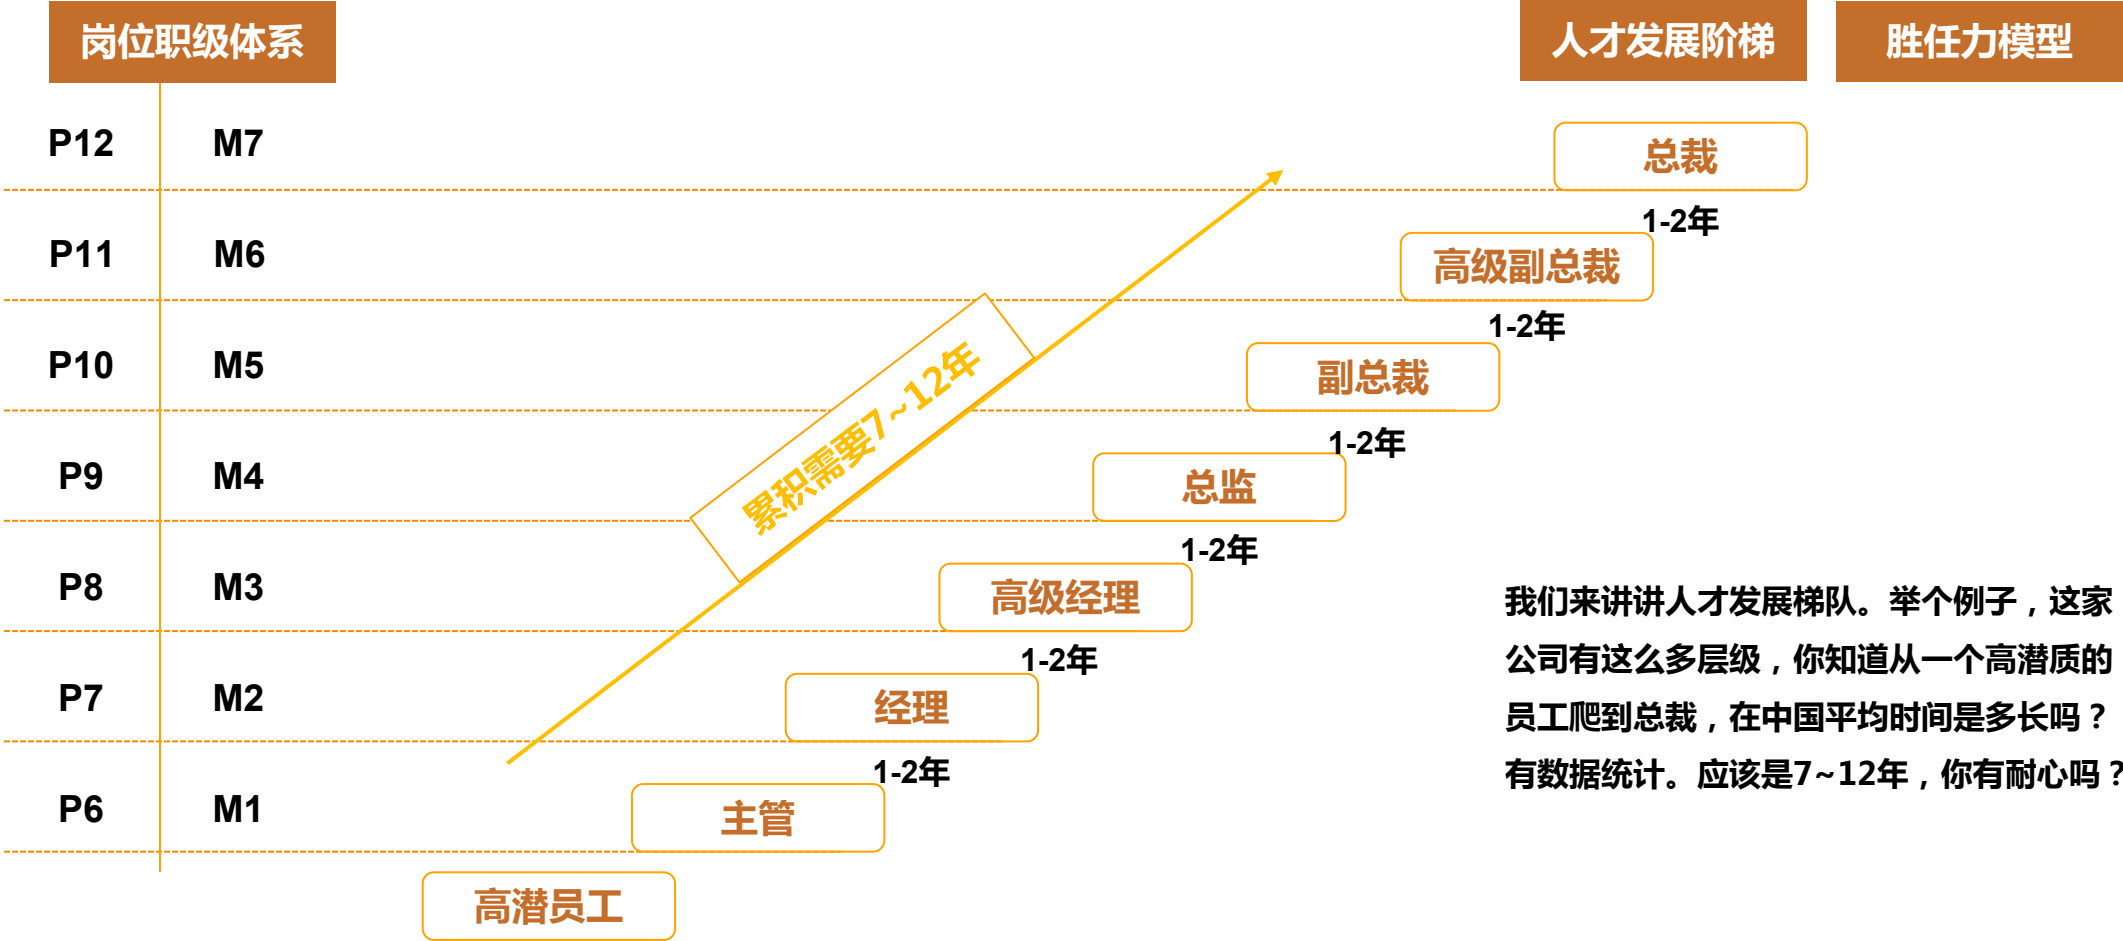 岗位职级体系
人才发展阶梯
胜任力模型
P12
M7
总裁
1-2年
P11
M6
高级副总裁
1-2年
P10
M5
副总裁
1-2年
P9
M4
总监
1-2年
P8
M3
高级经理
1-2年
P7
M2
经理
1-2年
P6
M1
主管
高潜员工
累积需要7~12年
我们来讲讲人才发展梯队。举个例子，这家
公司有这么多层级，你知道从一个高潜质的
员工爬到总裁，在中国平均时间是多长吗？
有数据统计。应该是7~12年，你有耐心吗？